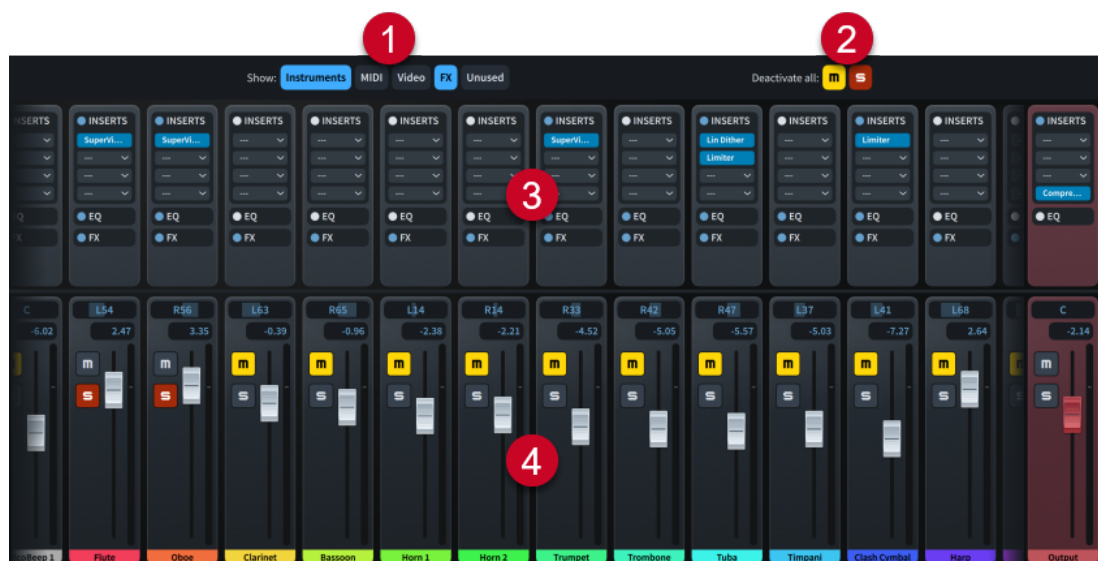 1 2
Show: Instruments MIDI Video FX Unused Deactivate all: m s
NSERTS INSERTS INSERTS INSERTS INSERTS INSERTS INSERTS INSERTS INSERTS INSERTS INSERTS INSERTS INSERTS INSERTS
SuperVi... SuperVi... --- --- --- --- SuperVi... --- Lin Dither Limiter --- ---
--- --- --- --- --- --- --- --- Limiter --- --- ---
--- --- --- --- --- --- --- --- --- --- --- ---
--- --- --- --- --- --- 3 --- --- --- --- --- --- Compre...
Q EQ EQ EQ EQ EQ EQ EQ EQ EQ EQ EQ EQ EQ
FX FX FX FX FX FX FX FX FX FX FX FX FX
C L54 R56 L63 R65 L14 R14 R33 R42 R47 L37 L41 L68 C
-6.02 2.47 3.35 -0.39 -0.96 -2.38 -2.21 -4.52 -5.05 -5.57 -5.03 -7.27 2.64 -2.14
m m m m m m m m m m m m m
s s s s s s s s s s s s s
4
Flute Oboe Clarinet Bassoon Horn 1 Horn 2 Trumpet Trombone Tuba Timpani Clash Cymbal Harp Output